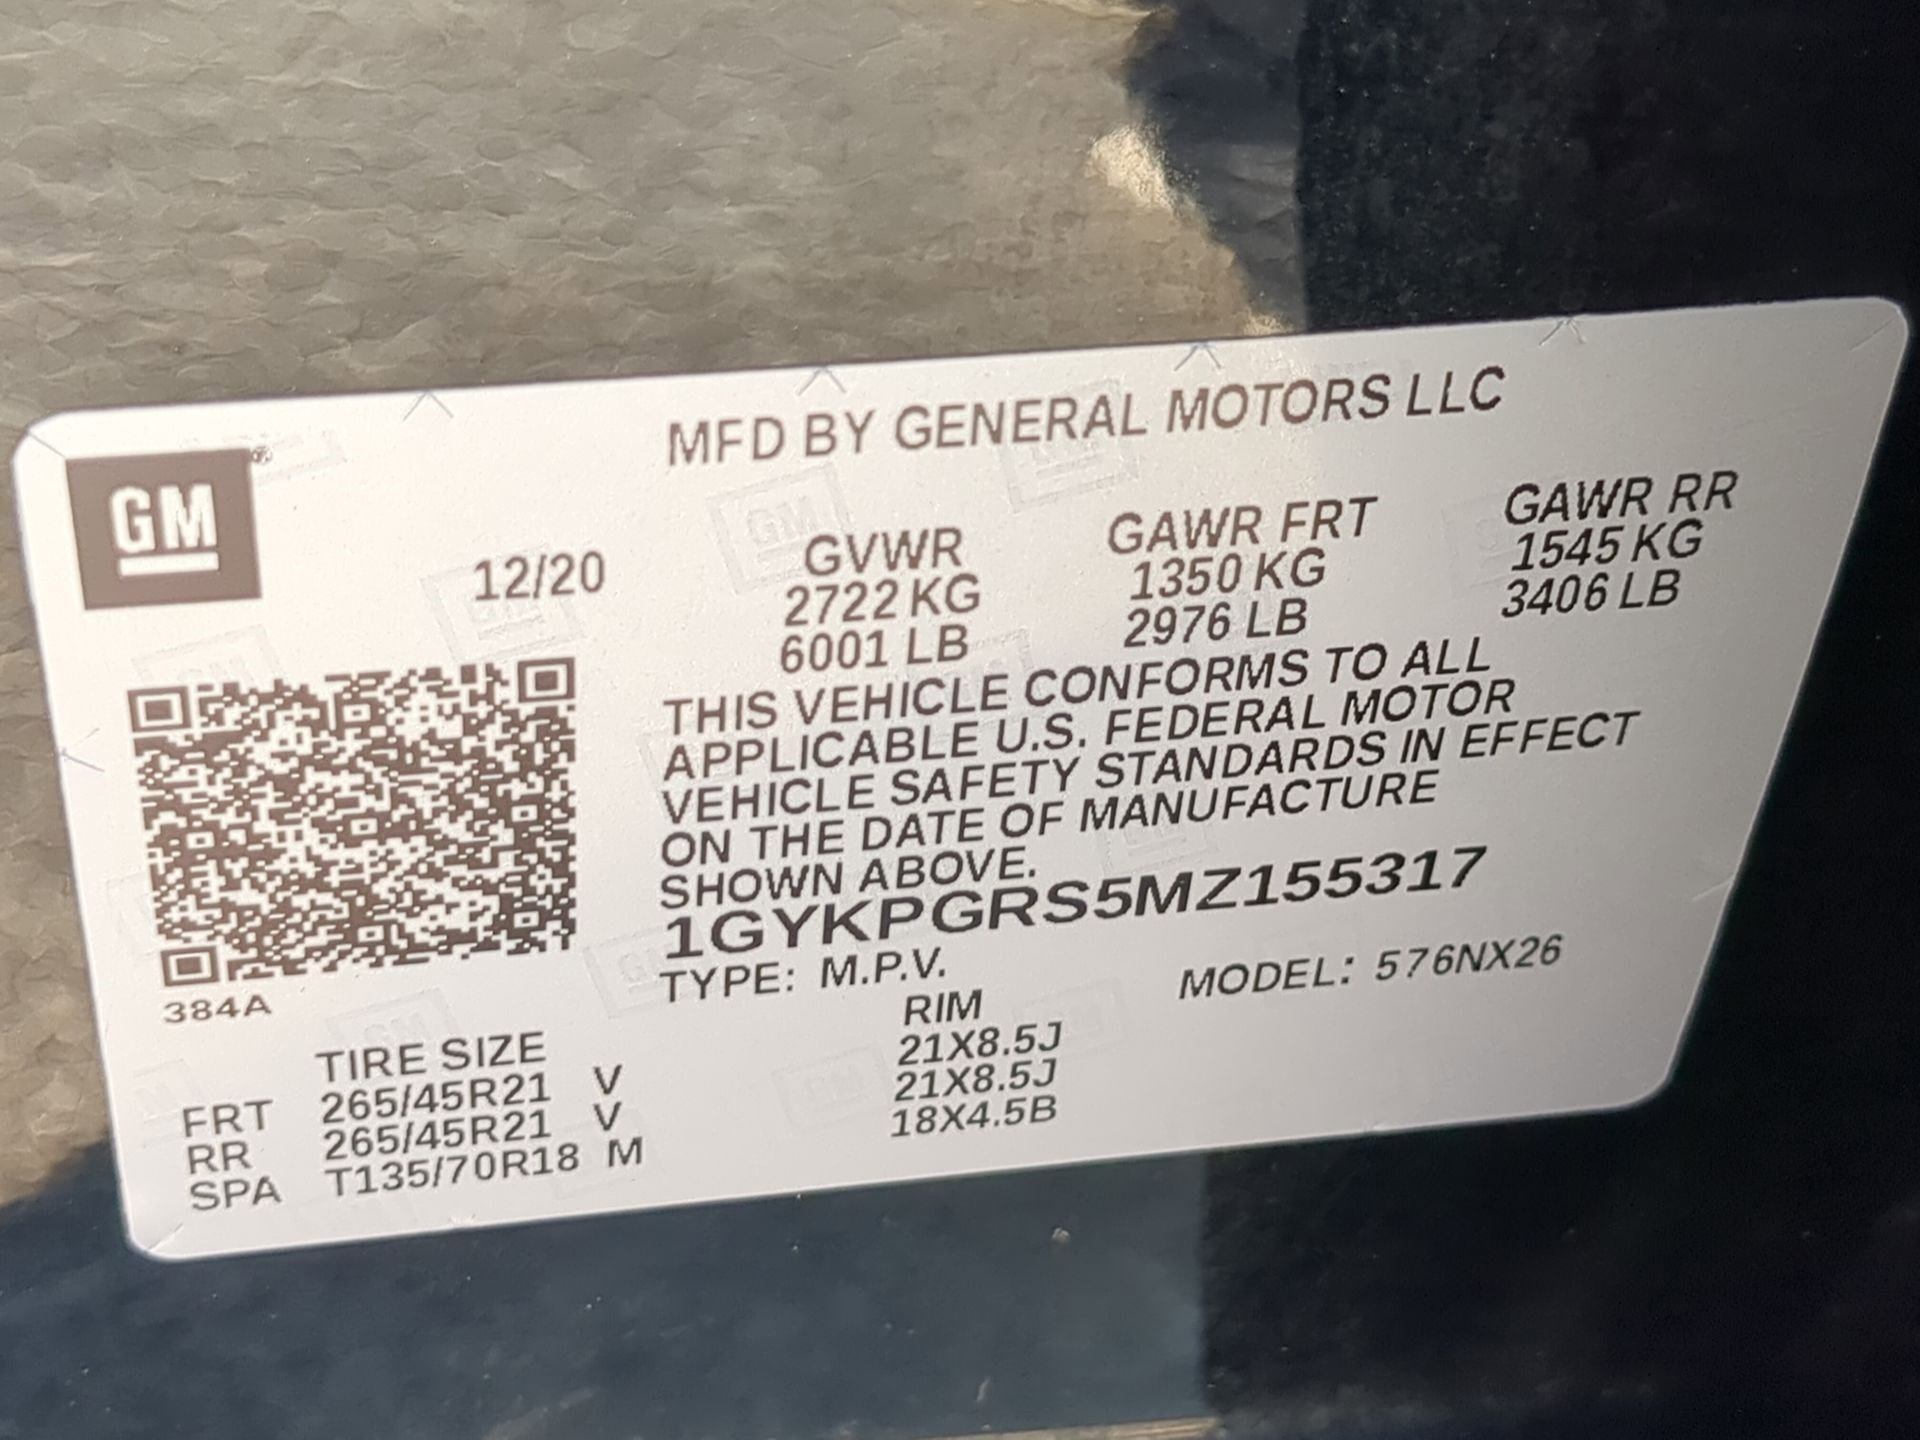 MFD BY GENERAL MOTORS LLC
GM®
12/20
GVWR
2722 KG
6001 LB
GAWR FRT
1350 KG
2976 LB
GAWR RR
1545 KG
3406 LB
THIS VEHICLE CONFORMS TO ALL
APPLICABLE U.S. FEDERAL MOTOR
VEHICLE SAFETY STANDARDS IN EFFECT
ON THE DATE OF MANUFACTURE
SHOWN ABOVE.
1GYKPGRS5MZ155317
TYPE: M.P.V. MODEL: 576NX26
384A
TIRE SIZE RIM
FRT 265/45R21 V 21X8.5J
RR 265/45R21 V 21X8.5J
SPA T135/70R18 M 18X4.5B